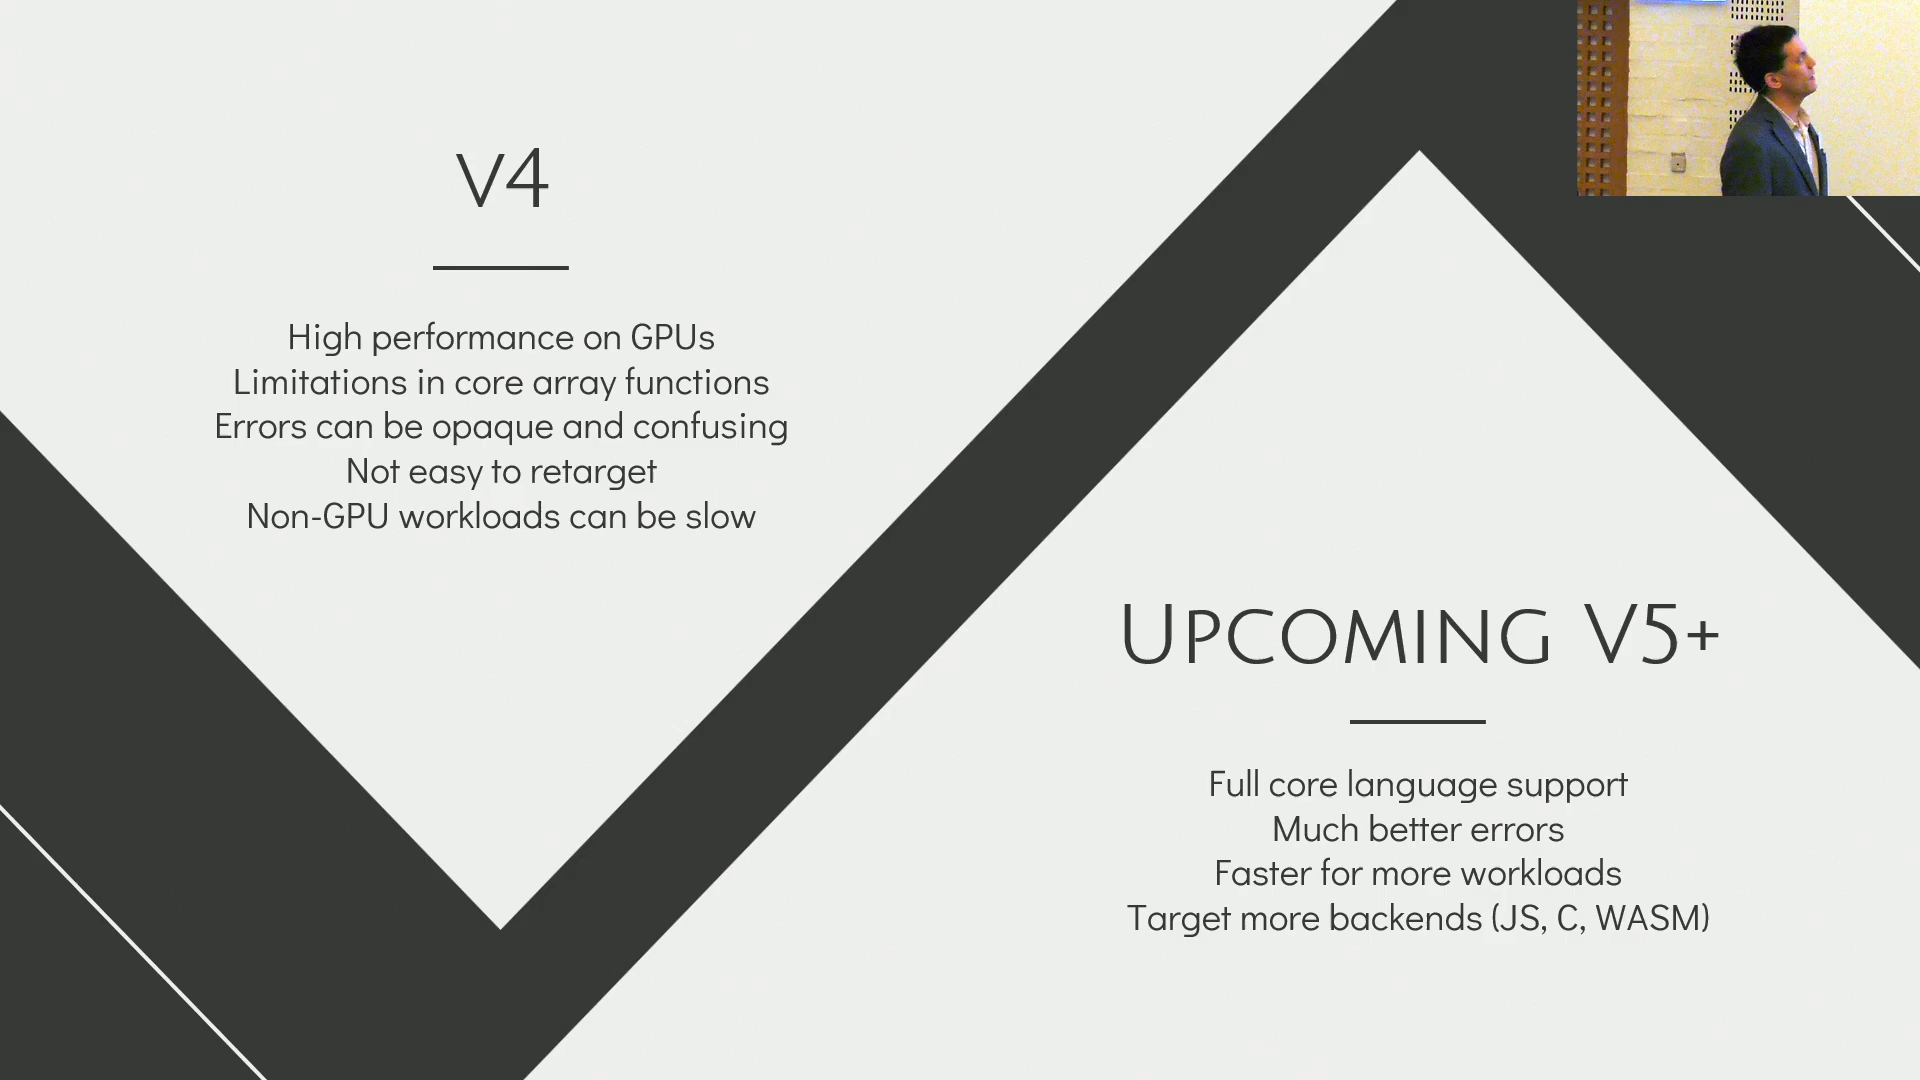 V4
High performance on GPUs
Limitations in core array functions
Errors can be opaque and confusing
Not easy to retarget
Non-GPU workloads can be slow
Upcoming V5+
Full core language support
Much better errors
Faster for more workloads
Target more backends (JS, C, WASM)